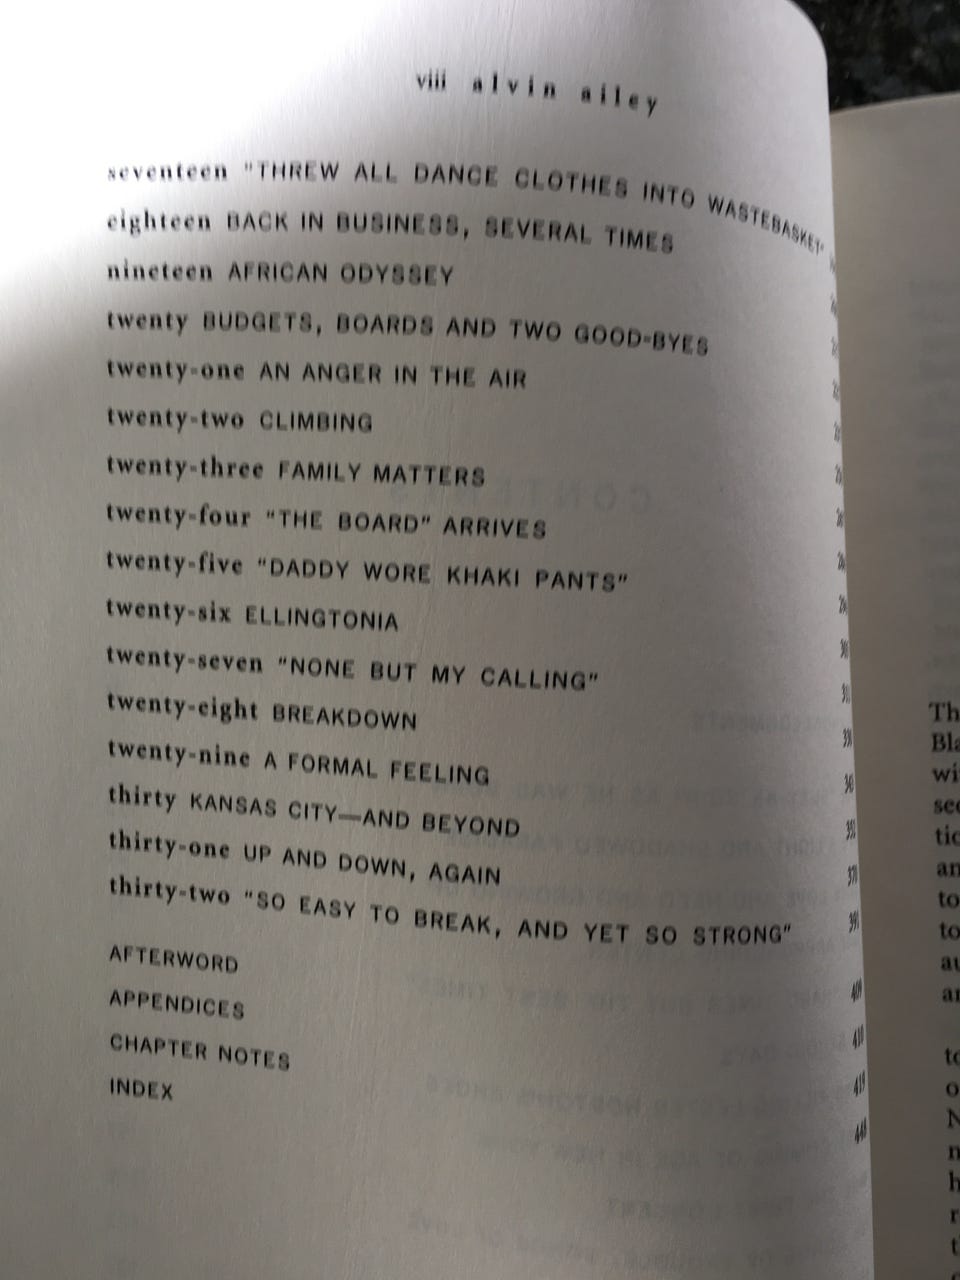 viii alvin ailey
seventeen "THREW ALL DANCE CLOTHES INTO WASTEBASKET"
eighteen BACK IN BUSINESS, SEVERAL TIMES
nineteen AFRICAN ODYSSEY
twenty BUDGETS, BOARDS AND TWO GOOD-BYES
twenty-one AN ANGER IN THE AIR
twenty-two CLIMBING
twenty-three FAMILY MATTERS
twenty-four "THE BOARD" ARRIVES
twenty-five "DADDY WORE KHAKI PANTS"
twenty-six ELLINGTONIA
twenty-seven "NONE BUT MY CALLING"
twenty-eight BREAKDOWN
twenty-nine A FORMAL FEELING
thirty KANSAS CITY—AND BEYOND
thirty-one UP AND DOWN, AGAIN
thirty-two "SO EASY TO BREAK, AND YET SO STRONG"
AFTERWORD 409
APPENDICES 410
CHAPTER NOTES 419
INDEX